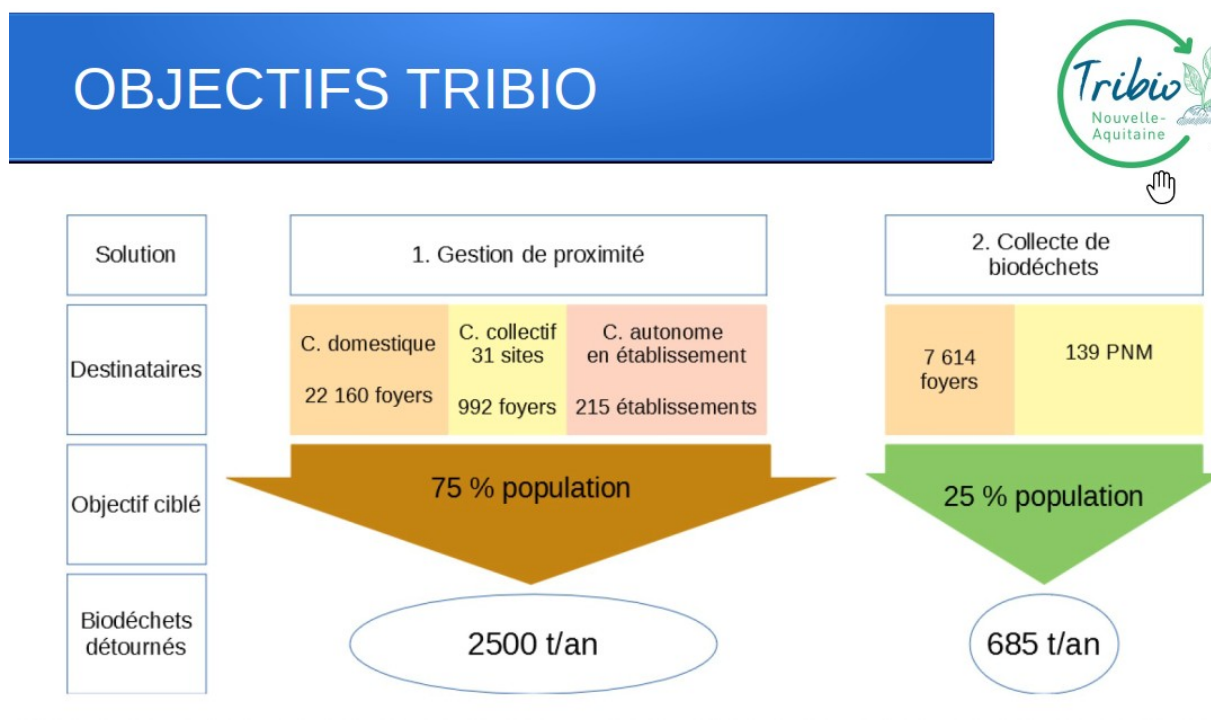 OBJECTIFS TRIBIO
Tribio
Nouvelle-
Aquitaine
Solution
1. Gestion de proximité
2. Collecte de
biodéchets
Destinataires
C. domestique
22 160 foyers
C. collectif
31 sites
992 foyers
C. autonome
en établissement
215 établissements
7 614
foyers
139 PNM
Objectif ciblé
75 % population
25 % population
Biodéchets
détournés
2500 t/an
685 t/an